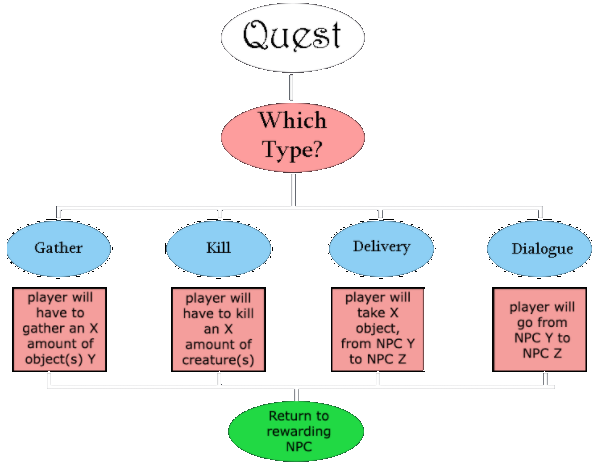 Quest
Which
Type?
Gather
Kill
Delivery
Dialogue
player will
have to
gather an X
amount of
object(s) Y
player will
have to kill
an X
amount of
creature(s)
player will
take X
object,
from NPC Y
to NPC Z
player will
go from
NPC Y to
NPC Z
Return to
rewarding
NPC